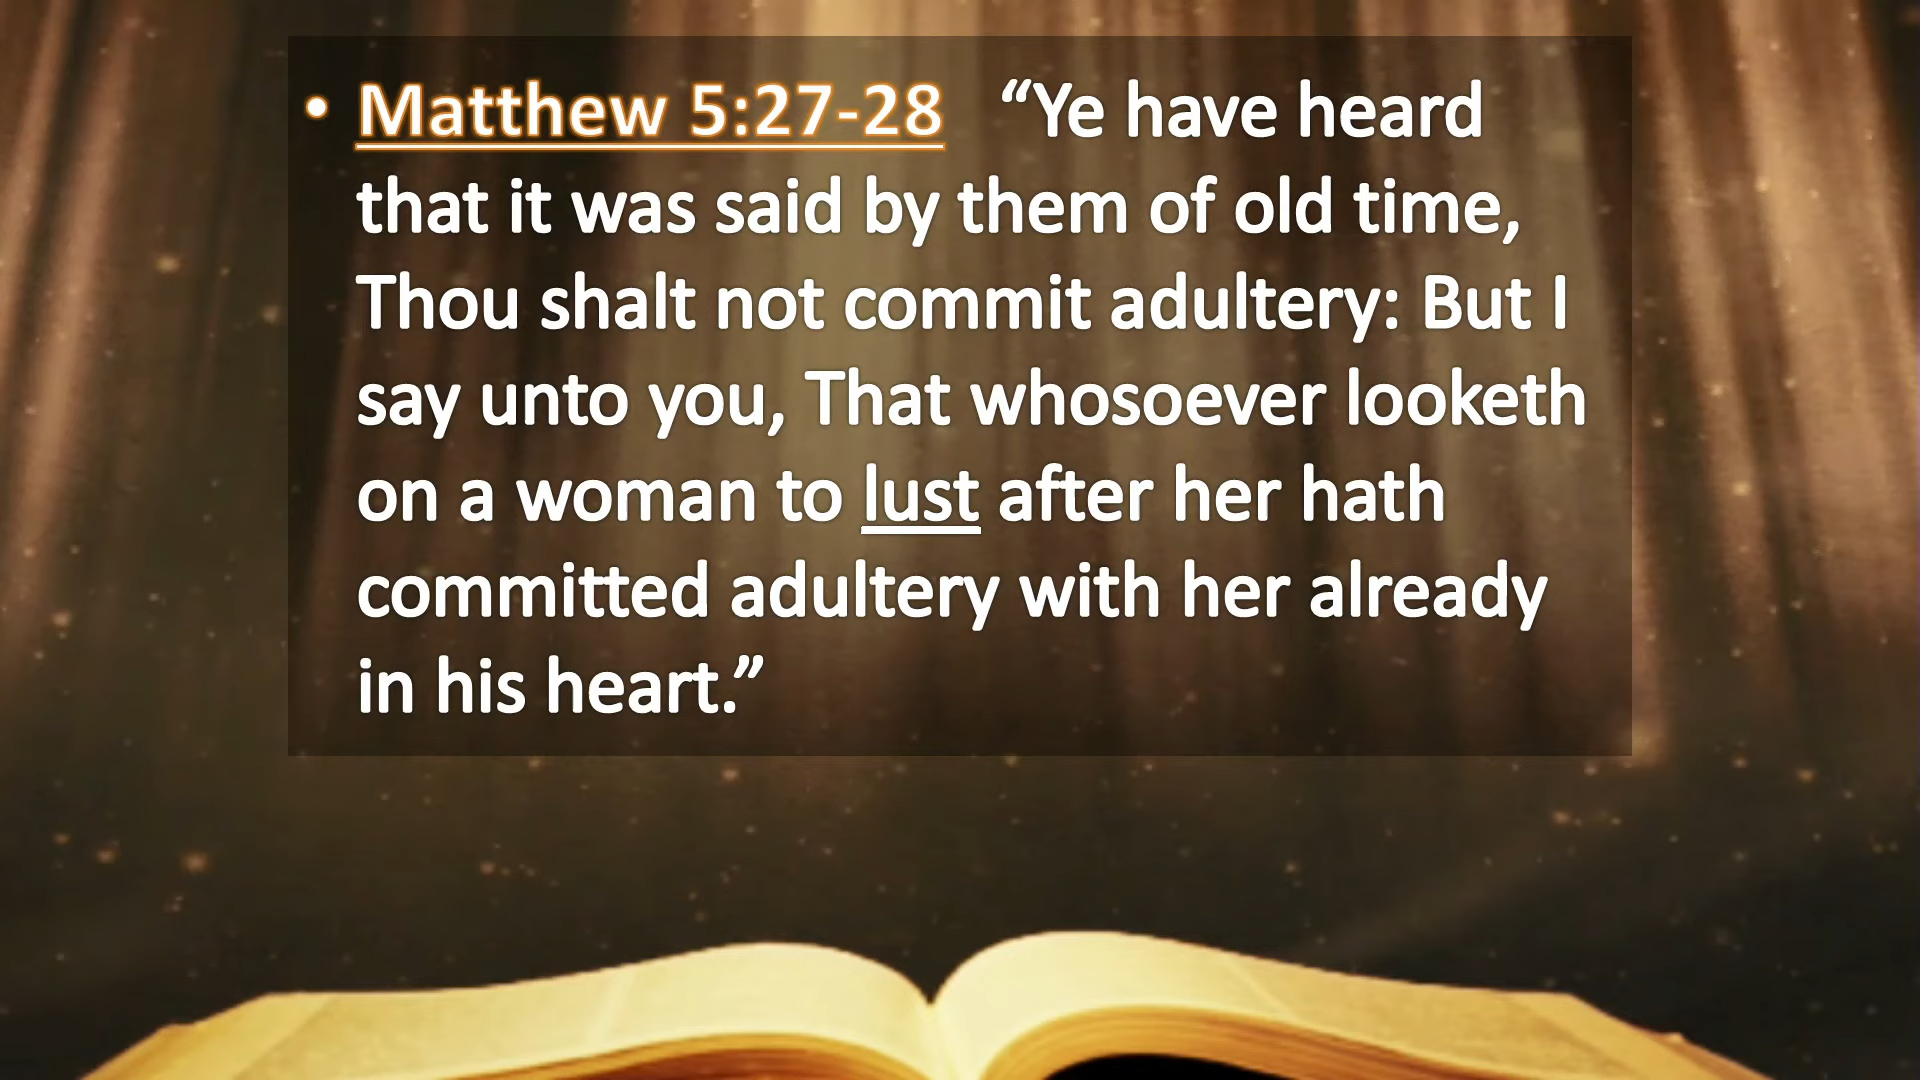 • Matthew 5:27-28 “Ye have heard
that it was said by them of old time,
Thou shalt not commit adultery: But I
say unto you, That whosoever looketh
on a woman to lust after her hath
committed adultery with her already
in his heart.”